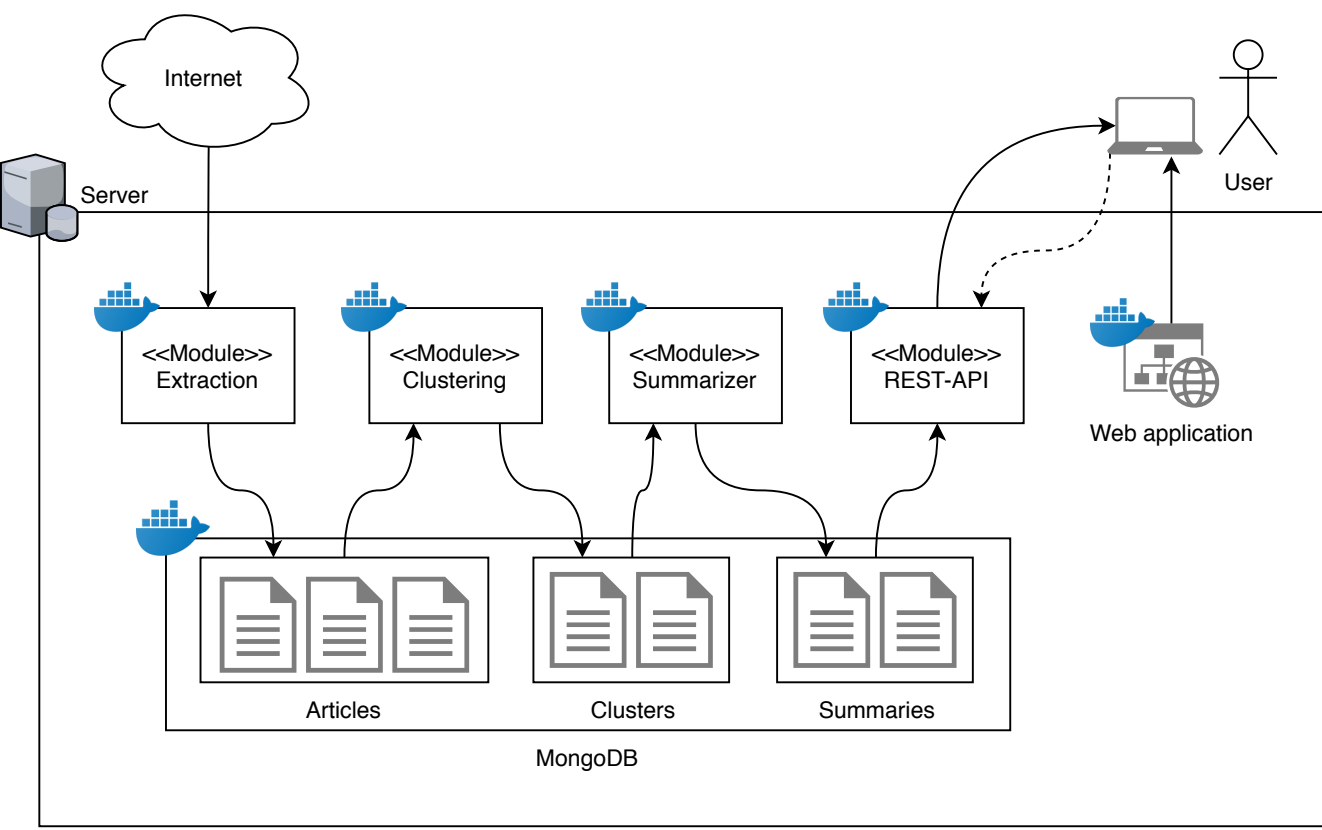 Internet
User
Server
<<Module>>
Extraction
<<Module>>
Clustering
<<Module>>
Summarizer
<<Module>>
REST-API
Web application
Articles
Clusters
Summaries
MongoDB